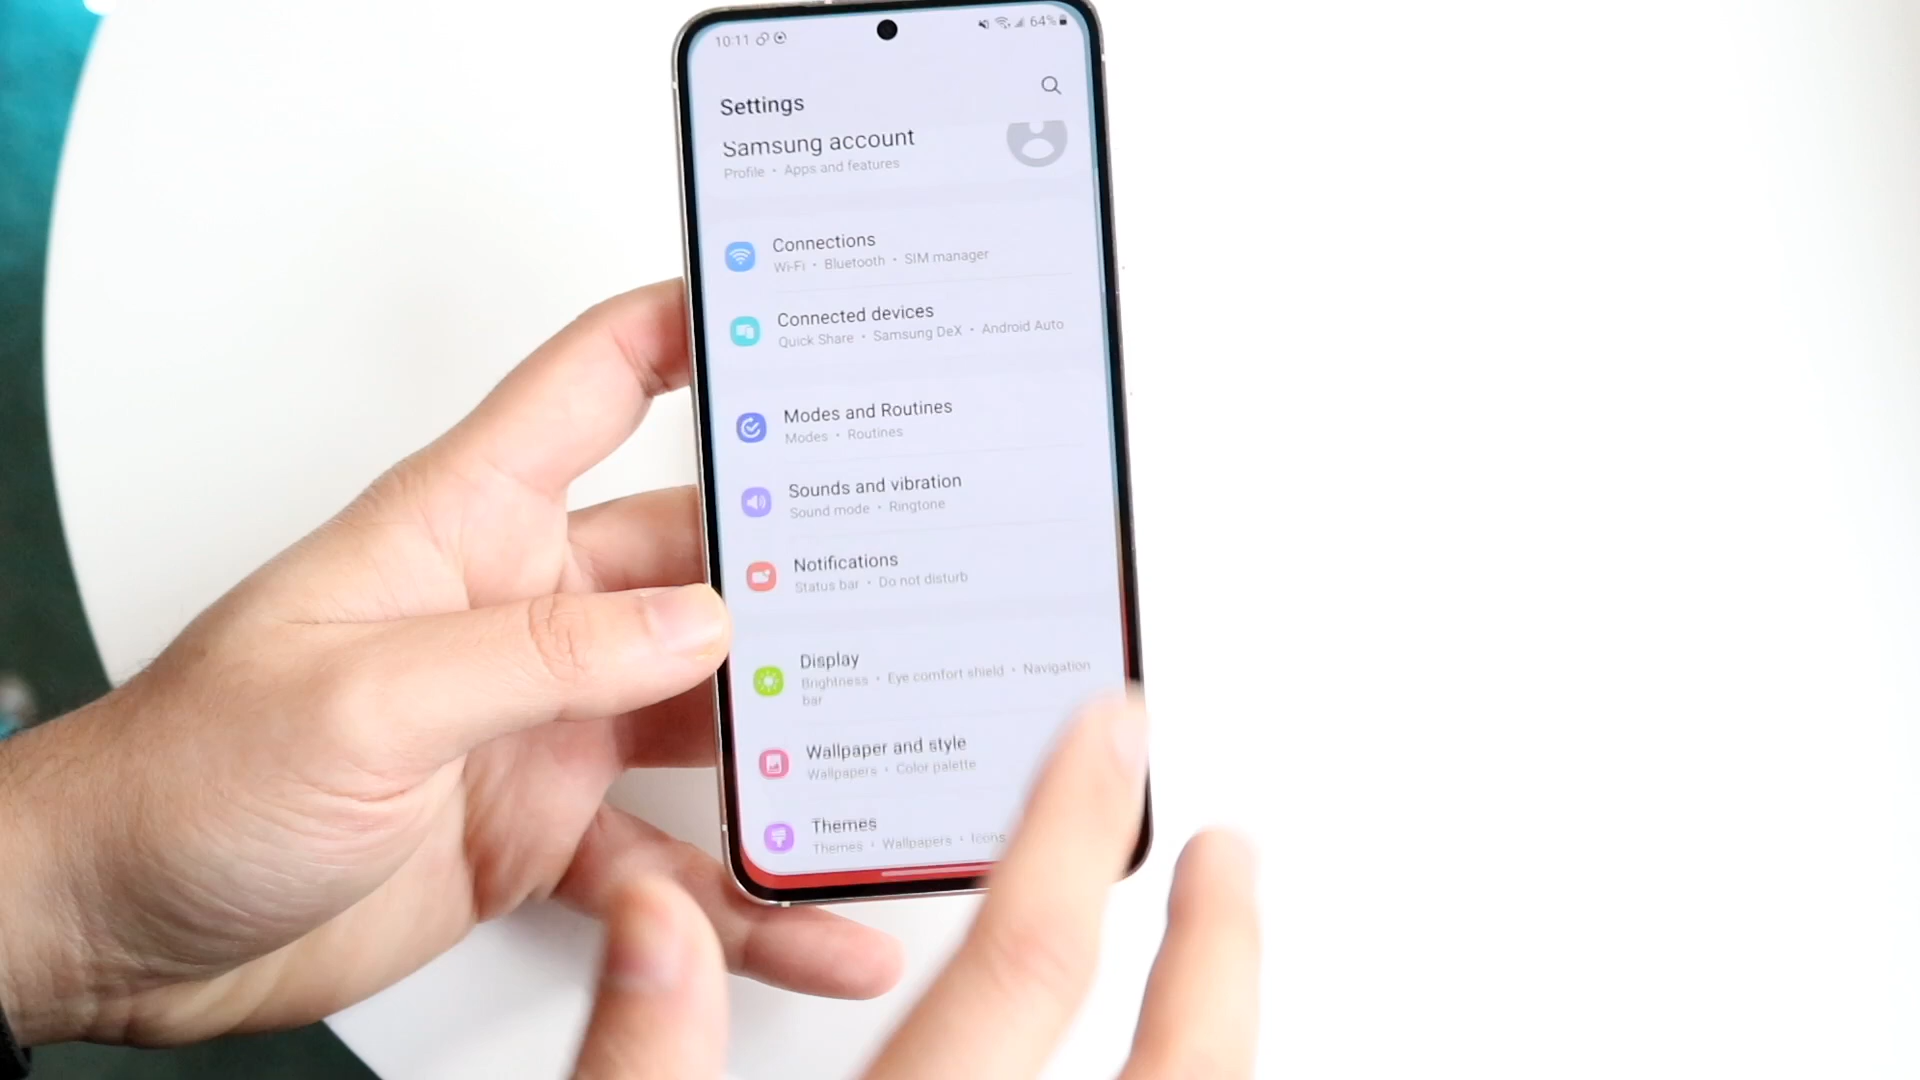 10:11
64%
Settings
Samsung account
Profile • Apps and features
Connections
Wi-Fi • Bluetooth • SIM manager
Connected devices
Quick Share • Samsung DeX • Android Auto
Modes and Routines
Modes • Routines
Sounds and vibration
Sound mode • Ringtone
Notifications
Status bar • Do not disturb
Display
Brightness • Eye comfort shield • Navigation
bar
Wallpaper and style
Wallpapers • Color palette
Themes
Themes • Wallpapers • Icons